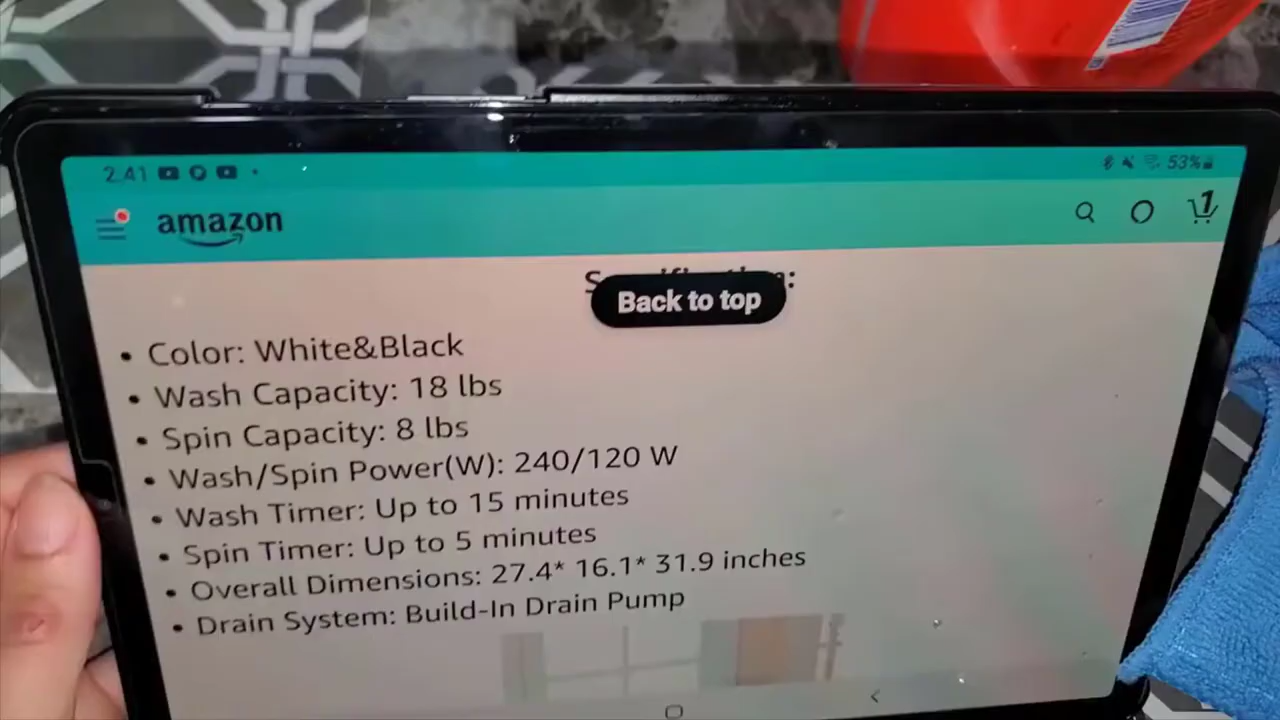 2:41
53%
amazon
1
Back to top
• Color: White&Black
• Wash Capacity: 18 lbs
• Spin Capacity: 8 lbs
• Wash/Spin Power(W): 240/120 W
• Wash Timer: Up to 15 minutes
• Spin Timer: Up to 5 minutes
• Overall Dimensions: 27.4* 16.1* 31.9 inches
• Drain System: Build-In Drain Pump